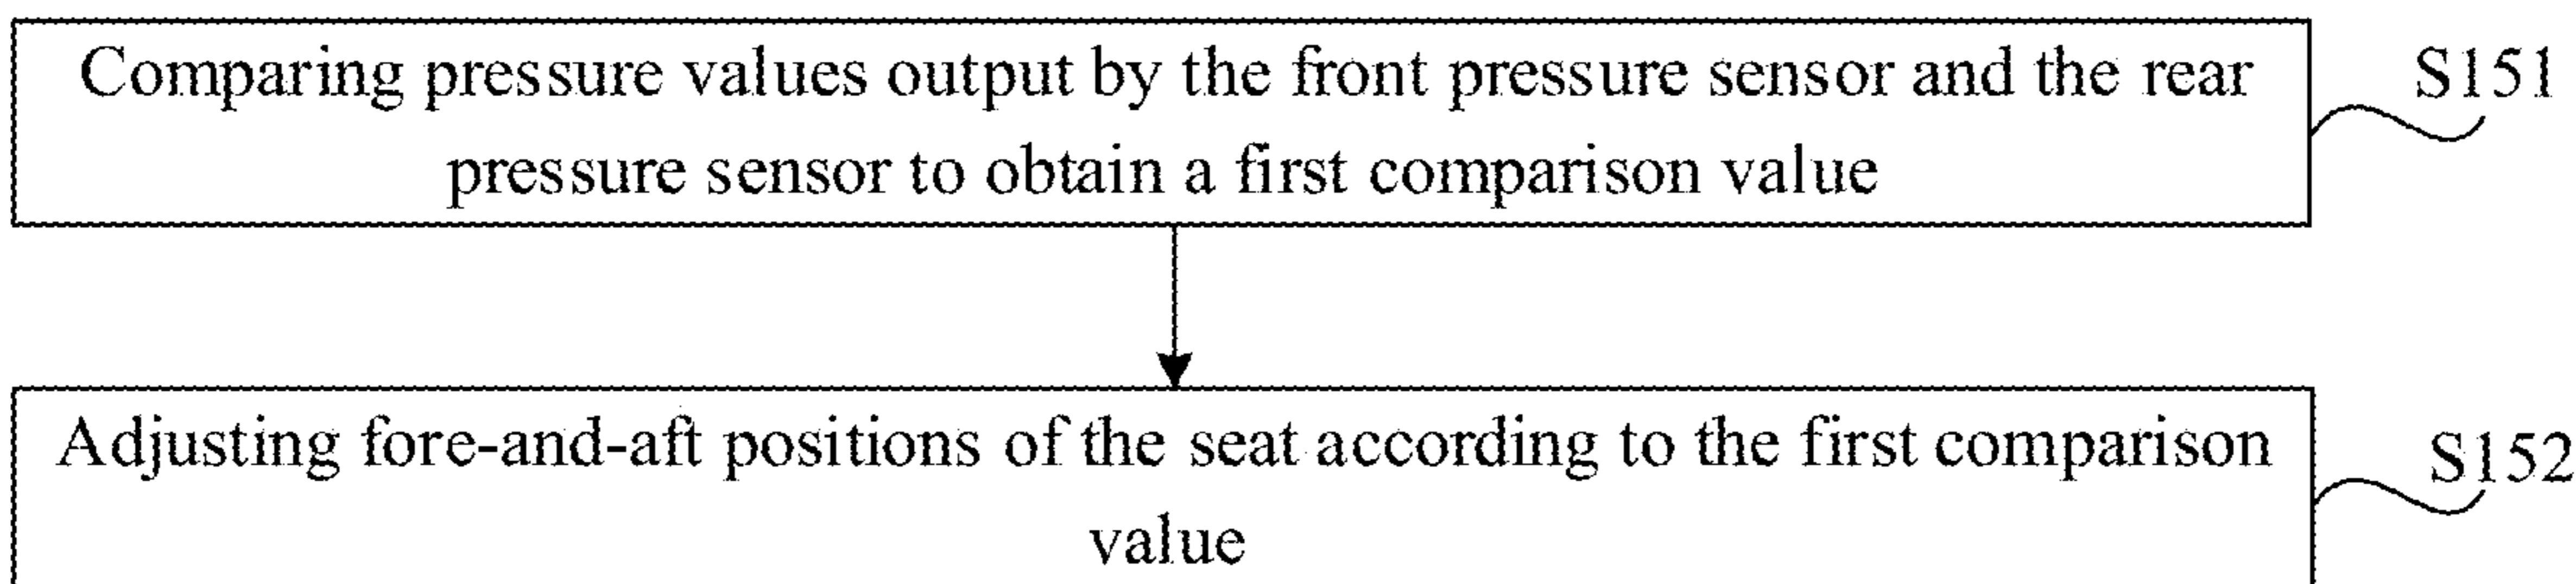 Comparing pressure values output by the front pressure sensor and the rear
pressure sensor to obtain a first comparison value
S151
Adjusting fore-and-aft positions of the seat according to the first comparison
value
S152